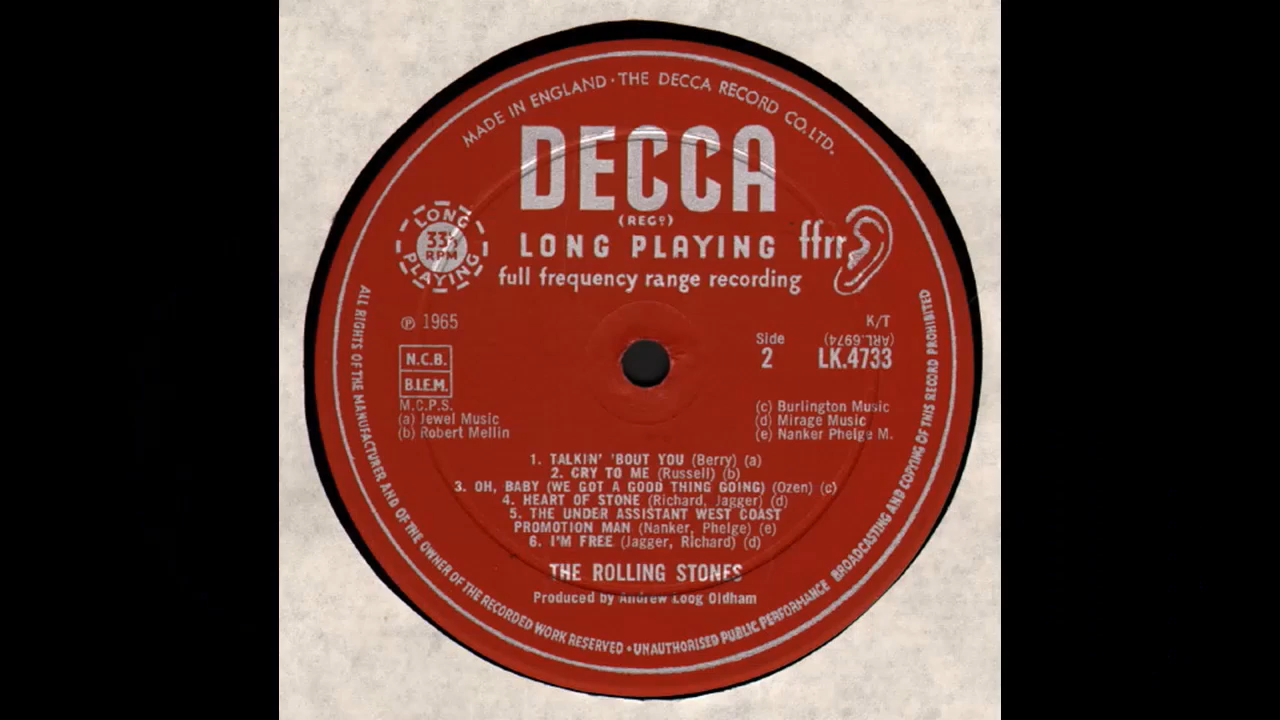 MADE IN ENGLAND · THE DECCA RECORD CO. LTD.
DECCA
(REGD)
LONG PLAYING
33⅓
RPM
LONG PLAYING ffrr
full frequency range recording
℗ 1965
K/T
Side
2
(ARL.6974)
LK.4733
N.C.B.
B.I.E.M.
M.C.P.S.
(a) Jewel Music
(b) Robert Mellin
(c) Burlington Music
(d) Mirage Music
(e) Nanker Phelge M.
1. TALKIN' 'BOUT YOU (Berry) (a)
2. CRY TO ME (Russell) (b)
3. OH, BABY (WE GOT A GOOD THING GOING) (Ozen) (c)
4. HEART OF STONE (Richard, Jagger) (d)
5. THE UNDER ASSISTANT WEST COAST
PROMOTION MAN (Nanker, Phelge) (e)
6. I'M FREE (Jagger, Richard) (d)
THE ROLLING STONES
Produced by Andrew Loog Oldham
ALL RIGHTS OF THE MANUFACTURER AND OF THE OWNER OF THE RECORDED WORK RESERVED · UNAUTHORISED PUBLIC PERFORMANCE BROADCASTING AND COPYING OF THIS RECORD PROHIBITED